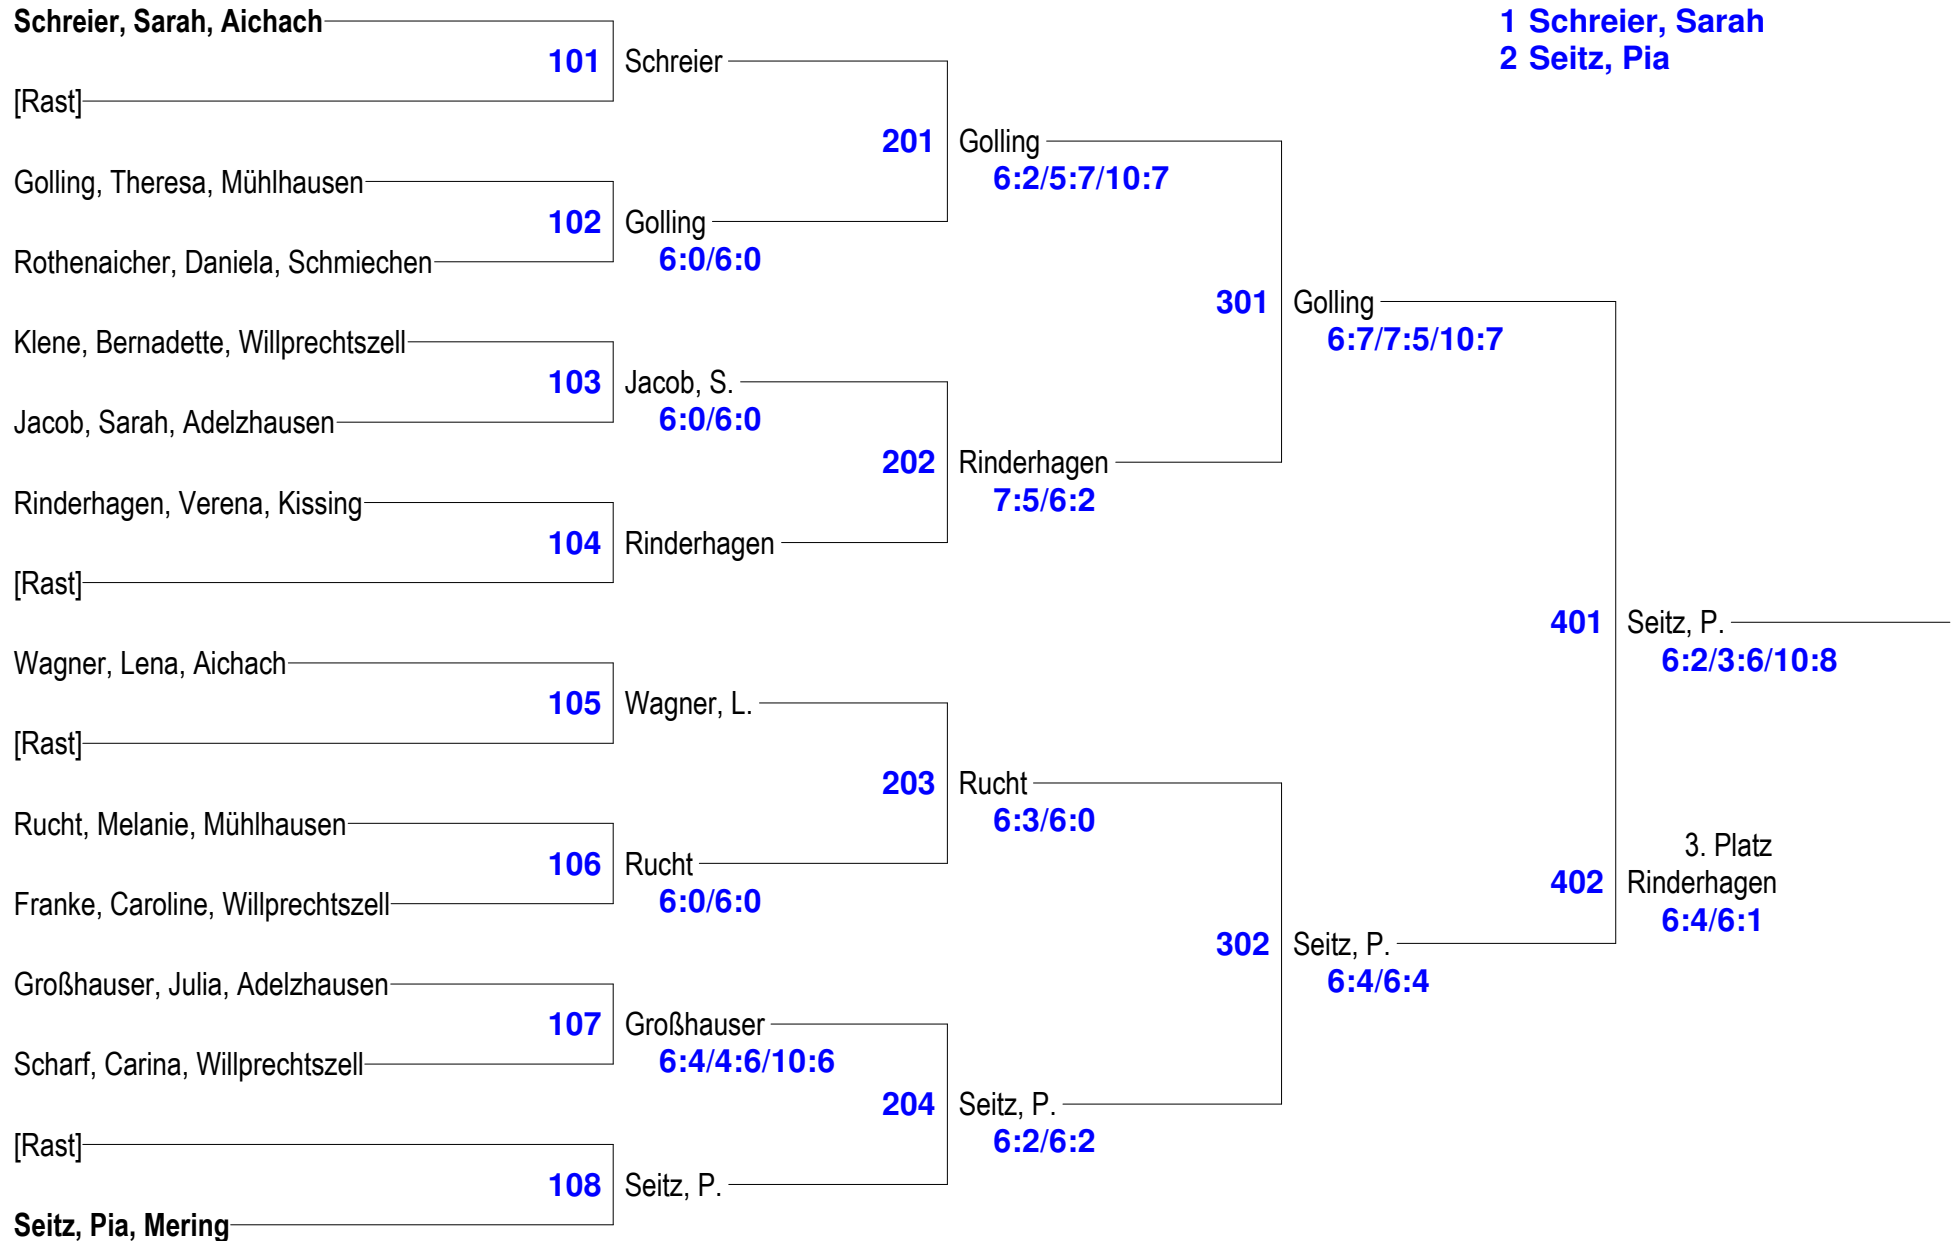 Schreier, Sarah, Aichach
[Rast]
Golling, Theresa, Mühlhausen
Rothenaicher, Daniela, Schmiechen
Klene, Bernadette, Willprechtszell
Jacob, Sarah, Adelzhausen
Rinderhagen, Verena, Kissing
[Rast]
Wagner, Lena, Aichach
[Rast]
Rucht, Melanie, Mühlhausen
Franke, Caroline, Willprechtszell
Großhauser, Julia, Adelzhausen
Scharf, Carina, Willprechtszell
[Rast]
Seitz, Pia, Mering
101 Schreier
102 Golling
6:0/6:0
103 Jacob, S.
6:0/6:0
104 Rinderhagen
105 Wagner, L.
106 Rucht
6:0/6:0
107 Großhauser
6:4/4:6/10:6
108 Seitz, P.
201 Golling
6:2/5:7/10:7
202 Rinderhagen
7:5/6:2
203 Rucht
6:3/6:0
204 Seitz, P.
6:2/6:2
301 Golling
6:7/7:5/10:7
302 Seitz, P.
6:4/6:4
401 Seitz, P.
6:2/3:6/10:8
3. Platz
402 Rinderhagen
6:4/6:1
1 Schreier, Sarah
2 Seitz, Pia